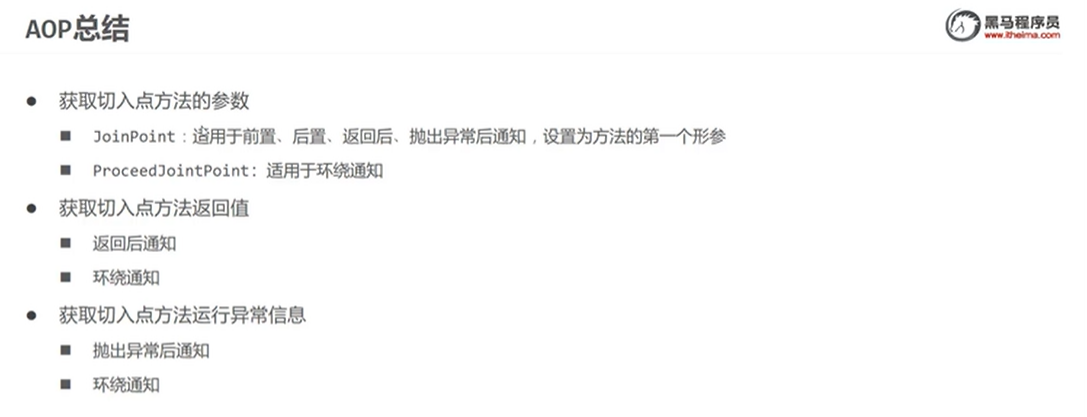 AOP总结
黑马程序员
www.itheima.com
获取切入点方法的参数
JoinPoint：适用于前置、后置、返回后、抛出异常后通知，设置为方法的第一个形参
ProceedJointPoint：适用于环绕通知
获取切入点方法返回值
返回后通知
环绕通知
获取切入点方法运行异常信息
抛出异常后通知
环绕通知